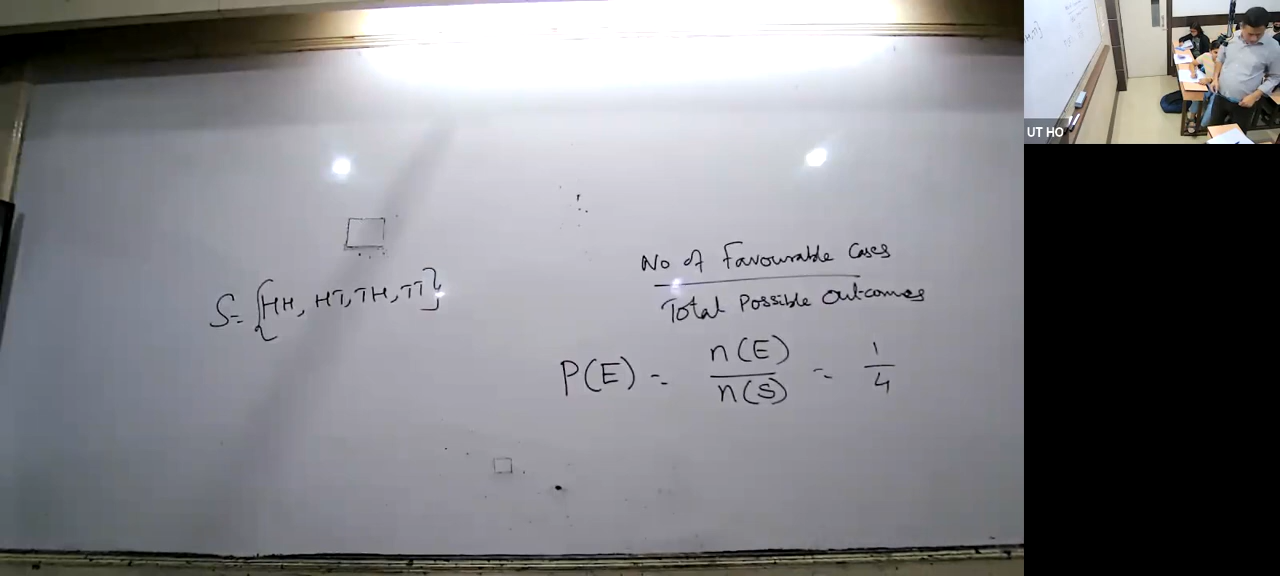 S = {HH, HT, TH, TT}
No of Favourable Cases
Total Possible Outcomes
P(E) = n(E)/n(S) = 1/4
UT HO